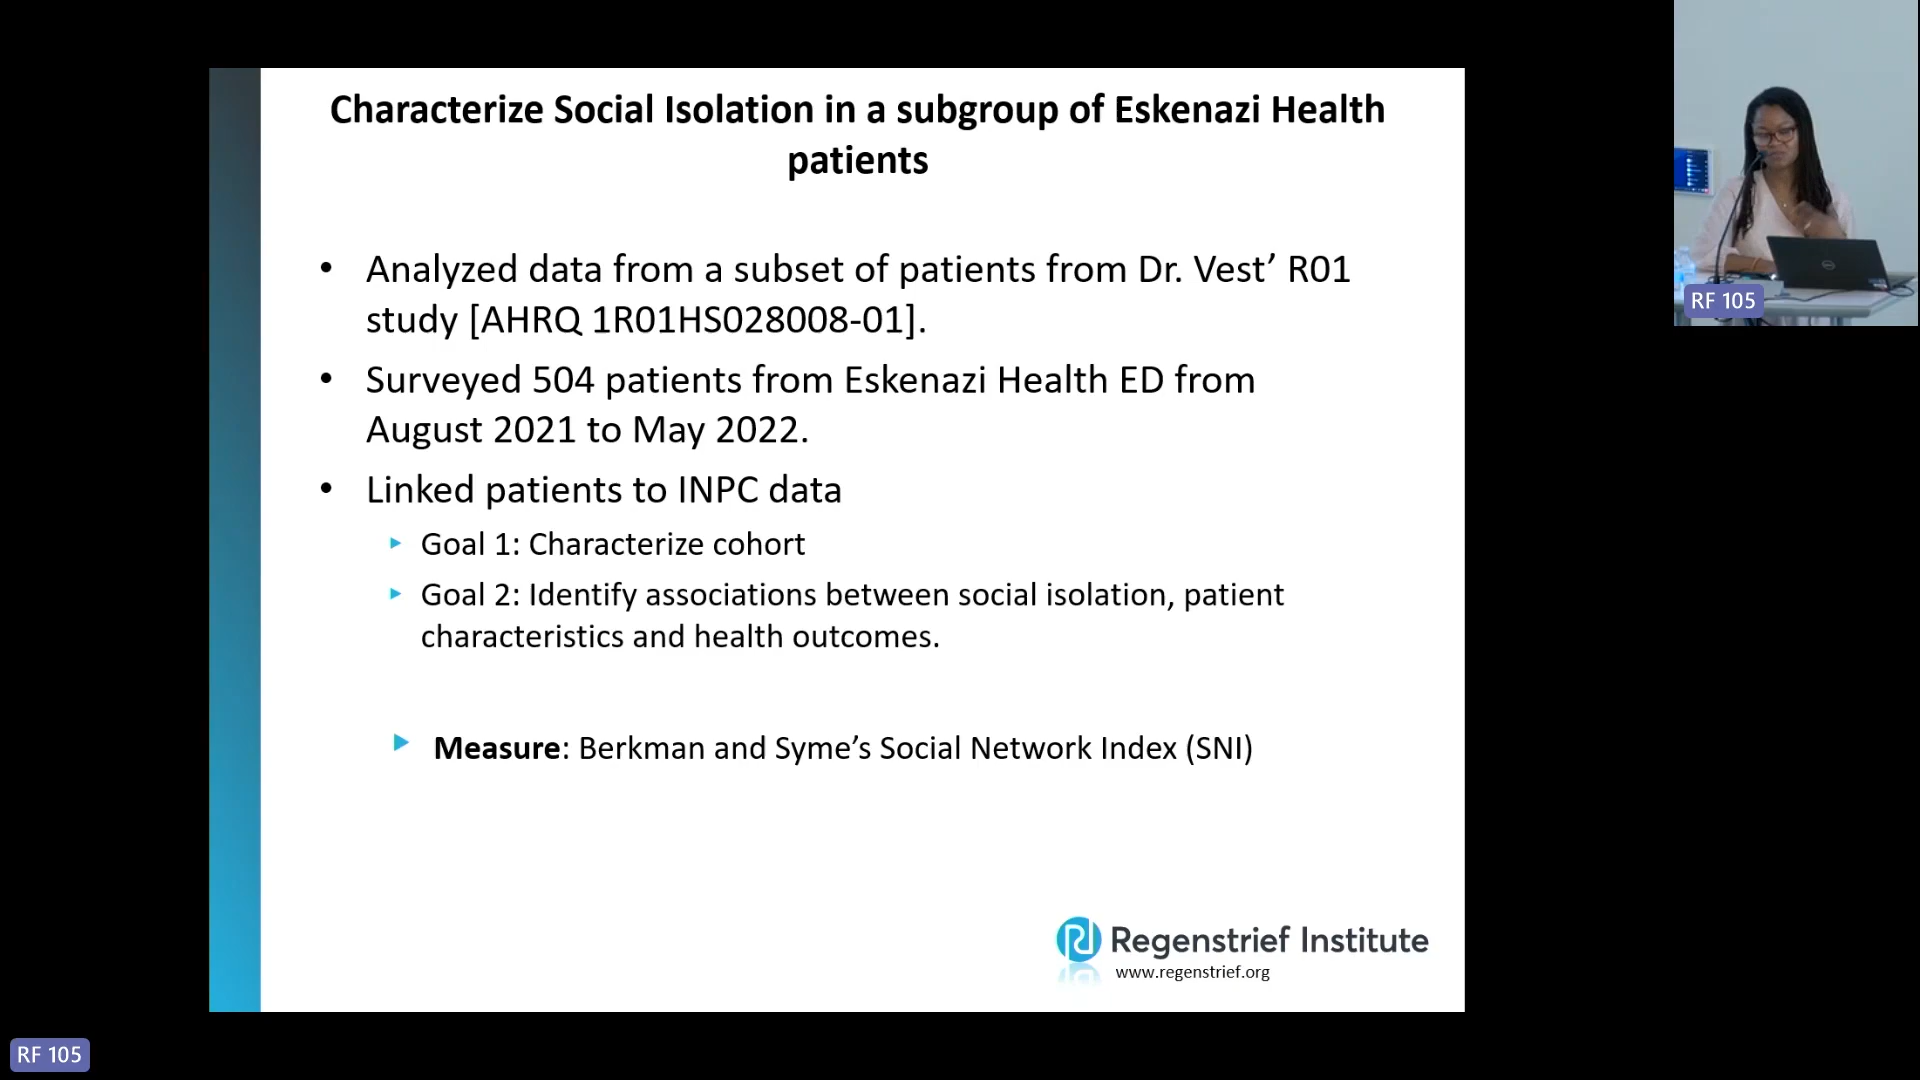 Characterize Social Isolation in a subgroup of Eskenazi Health
patients
• Analyzed data from a subset of patients from Dr. Vest’ R01
study [AHRQ 1R01HS028008-01].
• Surveyed 504 patients from Eskenazi Health ED from
August 2021 to May 2022.
• Linked patients to INPC data
▸ Goal 1: Characterize cohort
▸ Goal 2: Identify associations between social isolation, patient
characteristics and health outcomes.
▸ Measure: Berkman and Syme’s Social Network Index (SNI)
Regenstrief Institute
www.regenstrief.org
RF 105
RF 105